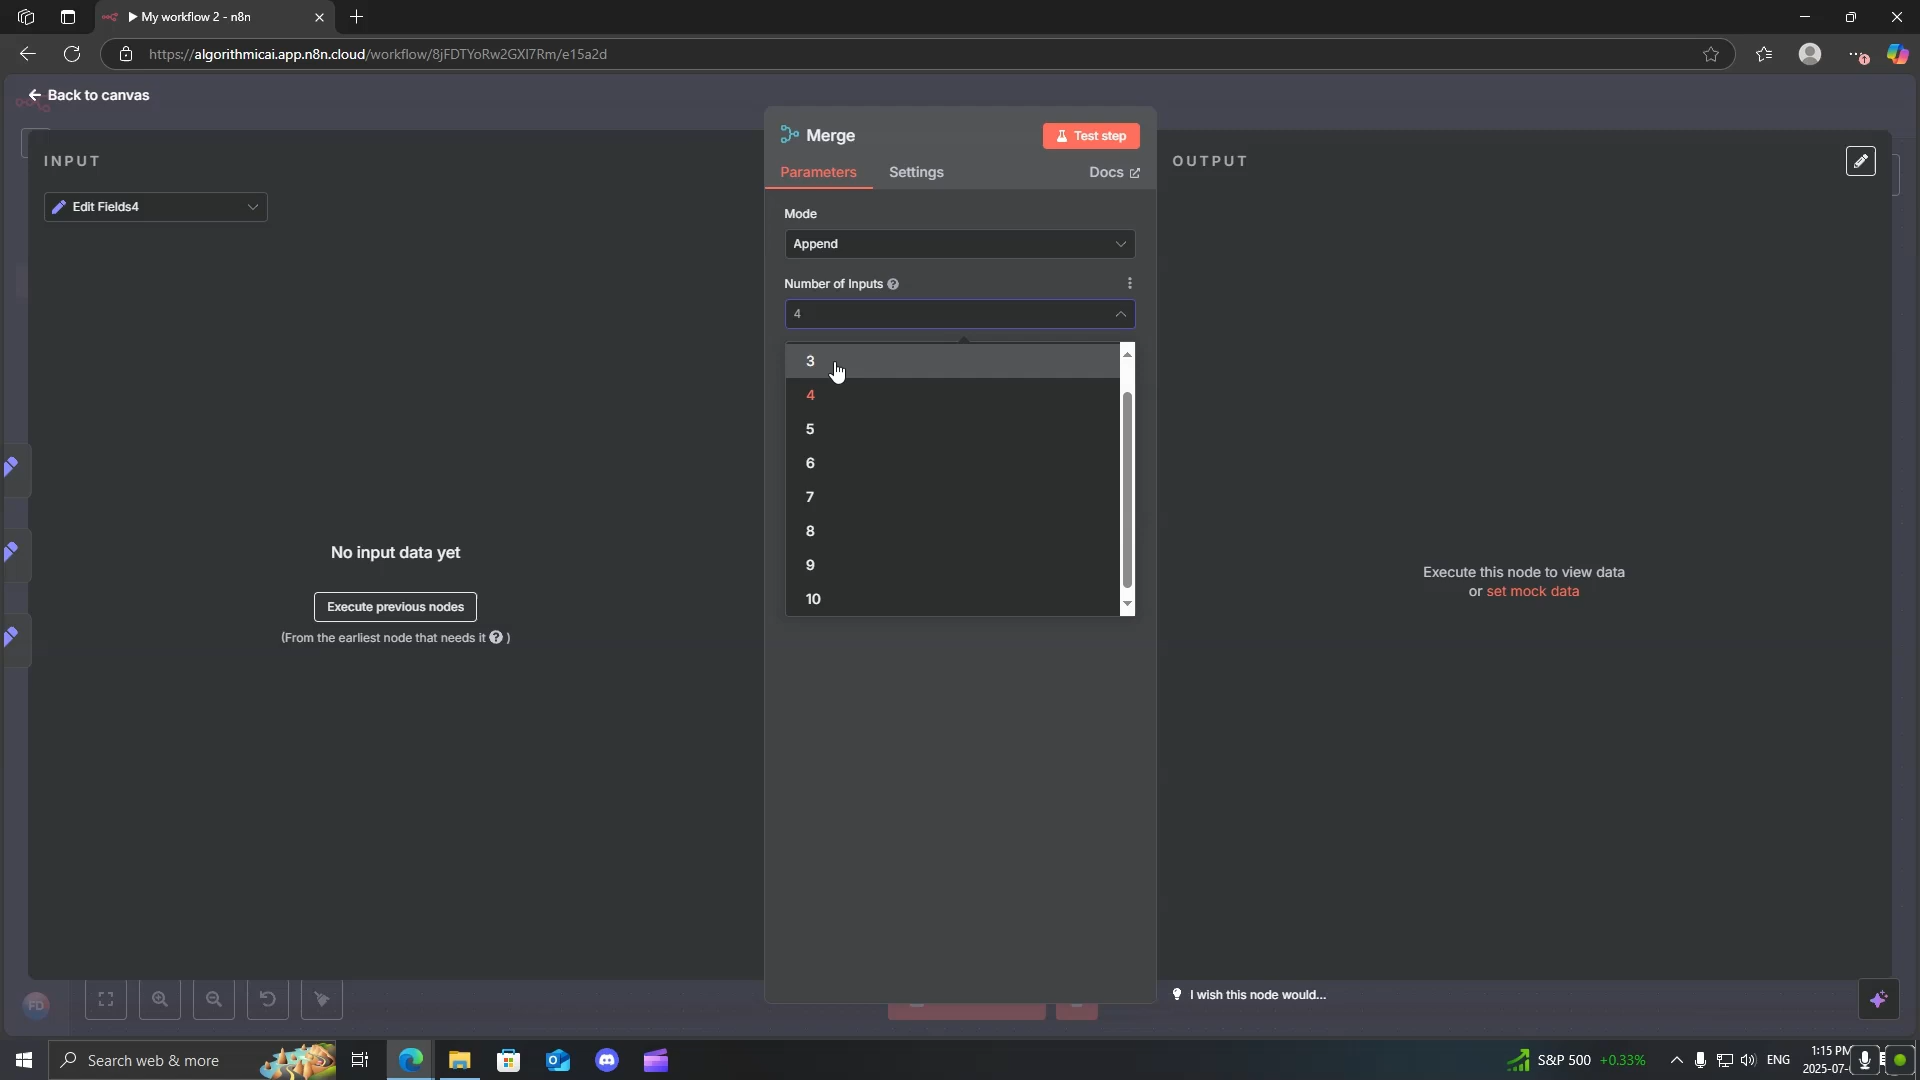 My workflow 2 - n8n
https://algorithmicai.app.n8n.cloud/workflow/8jFDTYoRw2GXI7Rm/e15a2d
Back to canvas
INPUT
Edit Fields4
No input data yet
Execute previous nodes
(From the earliest node that needs it ? )
Merge
Test step
Parameters
Settings
Docs
Mode
Append
Number of Inputs ?
4
3
4
5
6
7
8
9
10
OUTPUT
Execute this node to view data
or set mock data
I wish this node would...
FD
Search web & more
S&P 500 +0.33%
ENG
1:15 PM
2025-07-